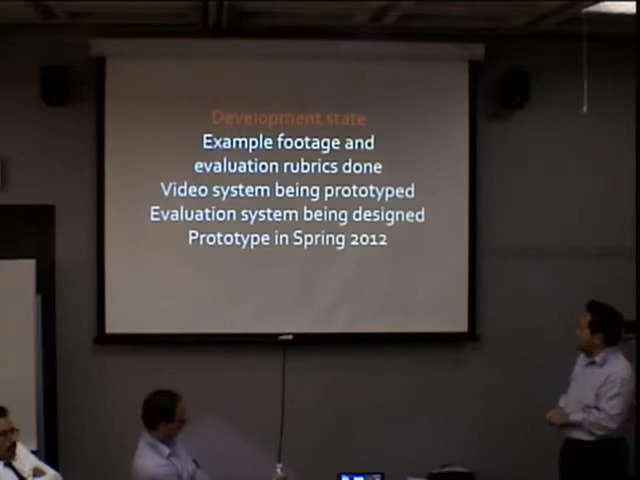 Development state
Example footage and
evaluation rubrics done
Video system being prototyped
Evaluation system being designed
Prototype in Spring 2012